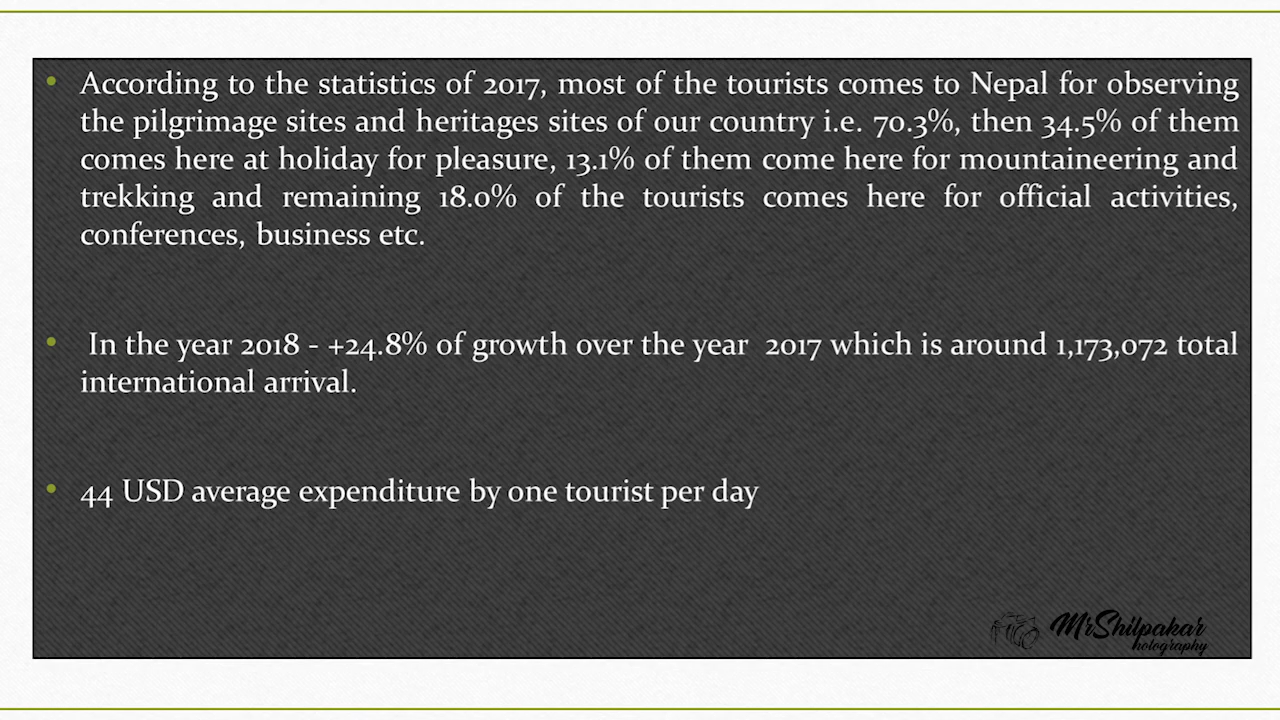 • According to the statistics of 2017, most of the tourists comes to Nepal for observing
the pilgrimage sites and heritages sites of our country i.e. 70.3%, then 34.5% of them
comes here at holiday for pleasure, 13.1% of them come here for mountaineering and
trekking and remaining 18.0% of the tourists comes here for official activities,
conferences, business etc.
• In the year 2018 - +24.8% of growth over the year 2017 which is around 1,173,072 total
international arrival.
• 44 USD average expenditure by one tourist per day
MrShilpakar
hotography